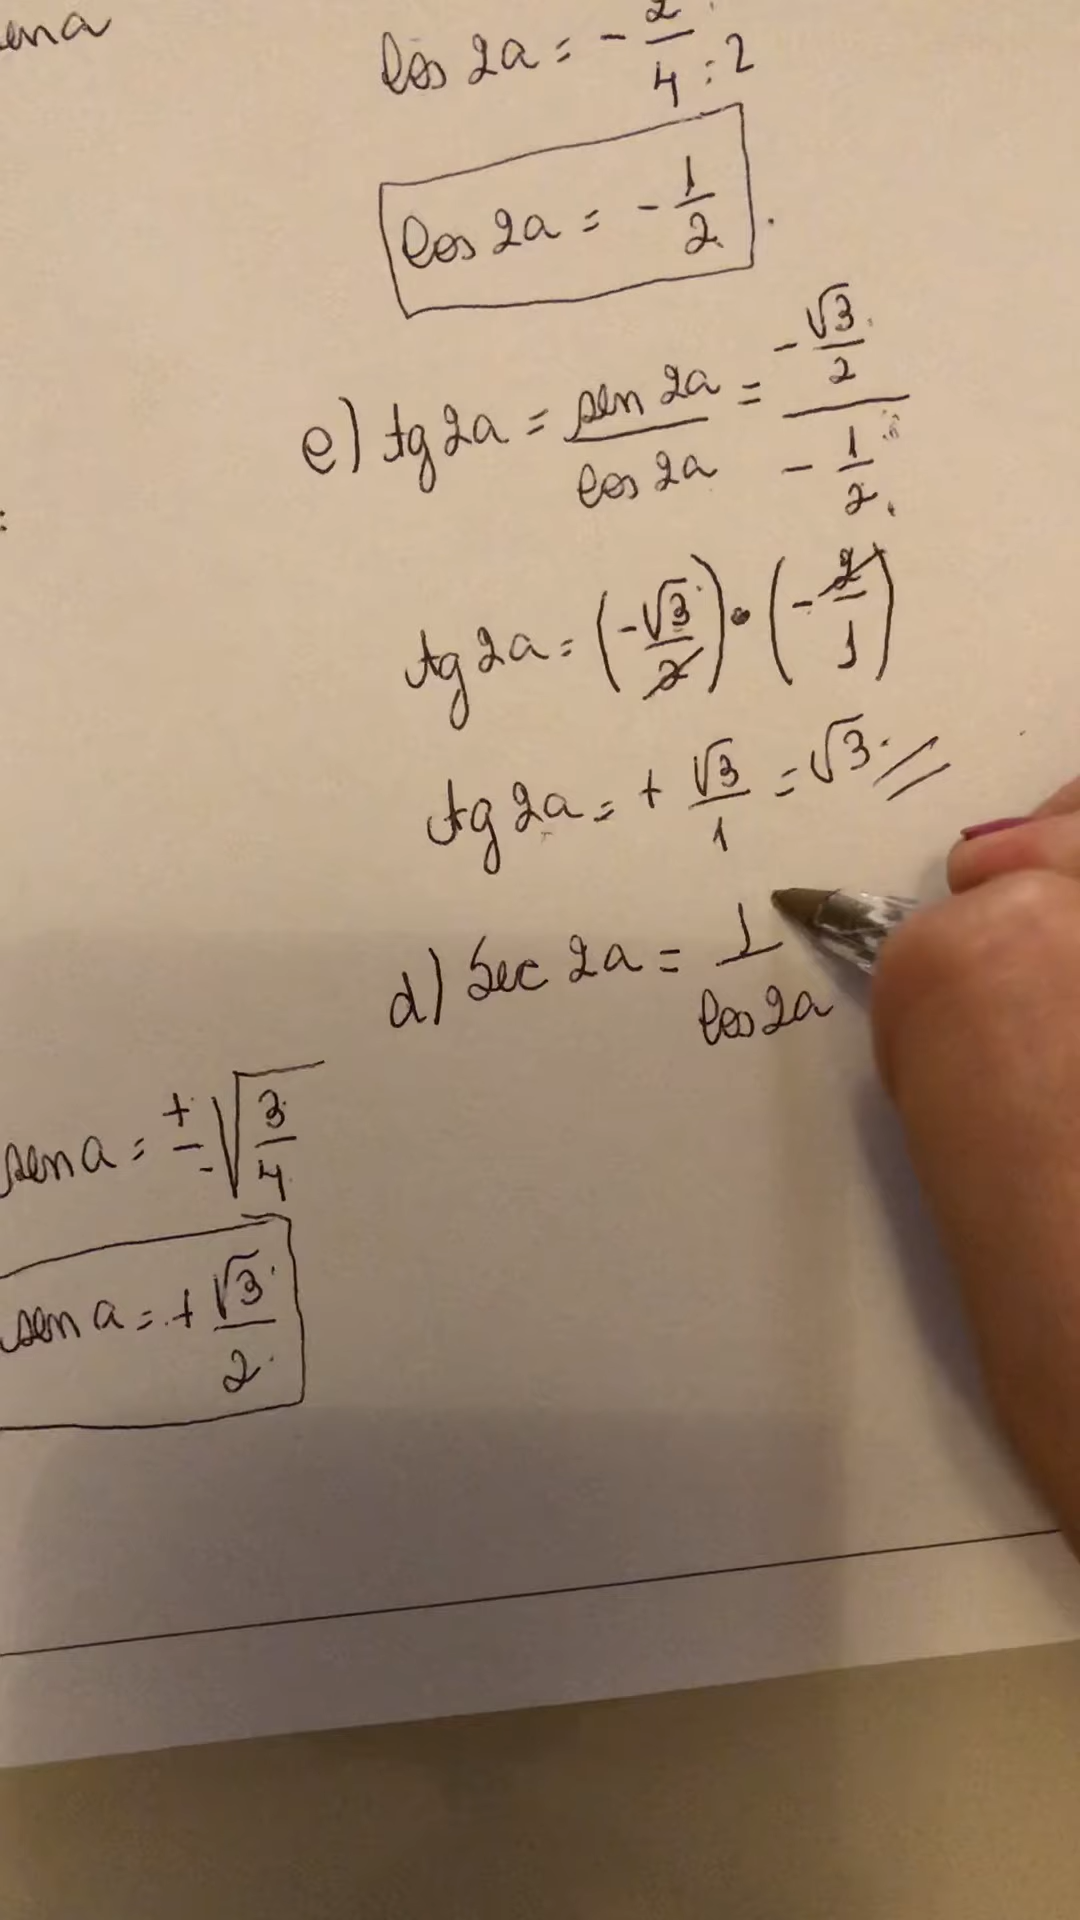 sena
cos 2a = - 2/4 : 2
cos 2a = - 1/2 .
c) tg 2a = sen 2a / cos 2a = (-√3/2) / (- 1/2)
tg 2a = (-√3/2) • (- 2/1)
tg 2a = + √3/1 = √3 //
d) Sec 2a = 1 / cos 2a
sen a = ± √(3/4)
sen a = + √3/2